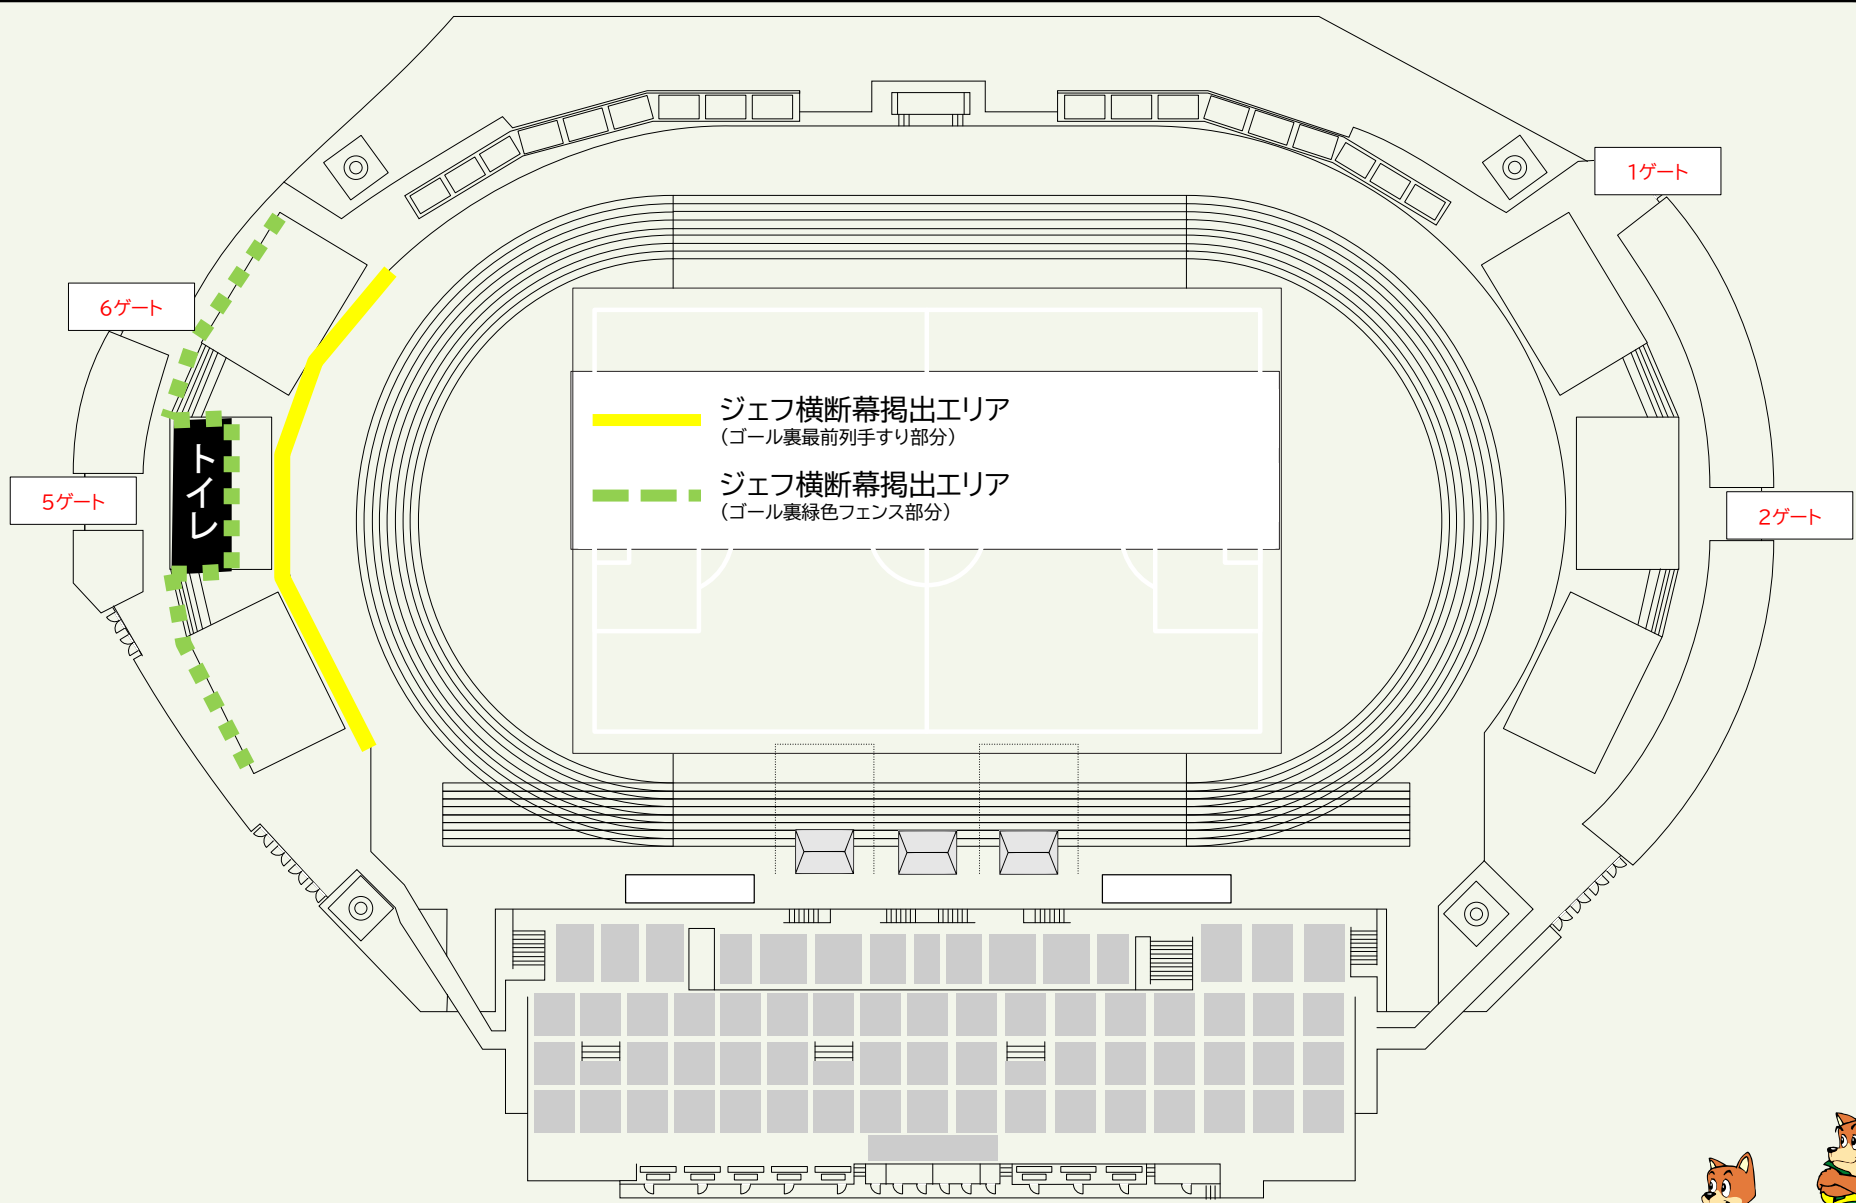 1ゲート
6ゲート
ジェフ横断幕掲出エリア
(ゴール裏最前列手すり部分)
トイレ
ジェフ横断幕掲出エリア
(ゴール裏緑色フェンス部分)
5ゲート
2ゲート